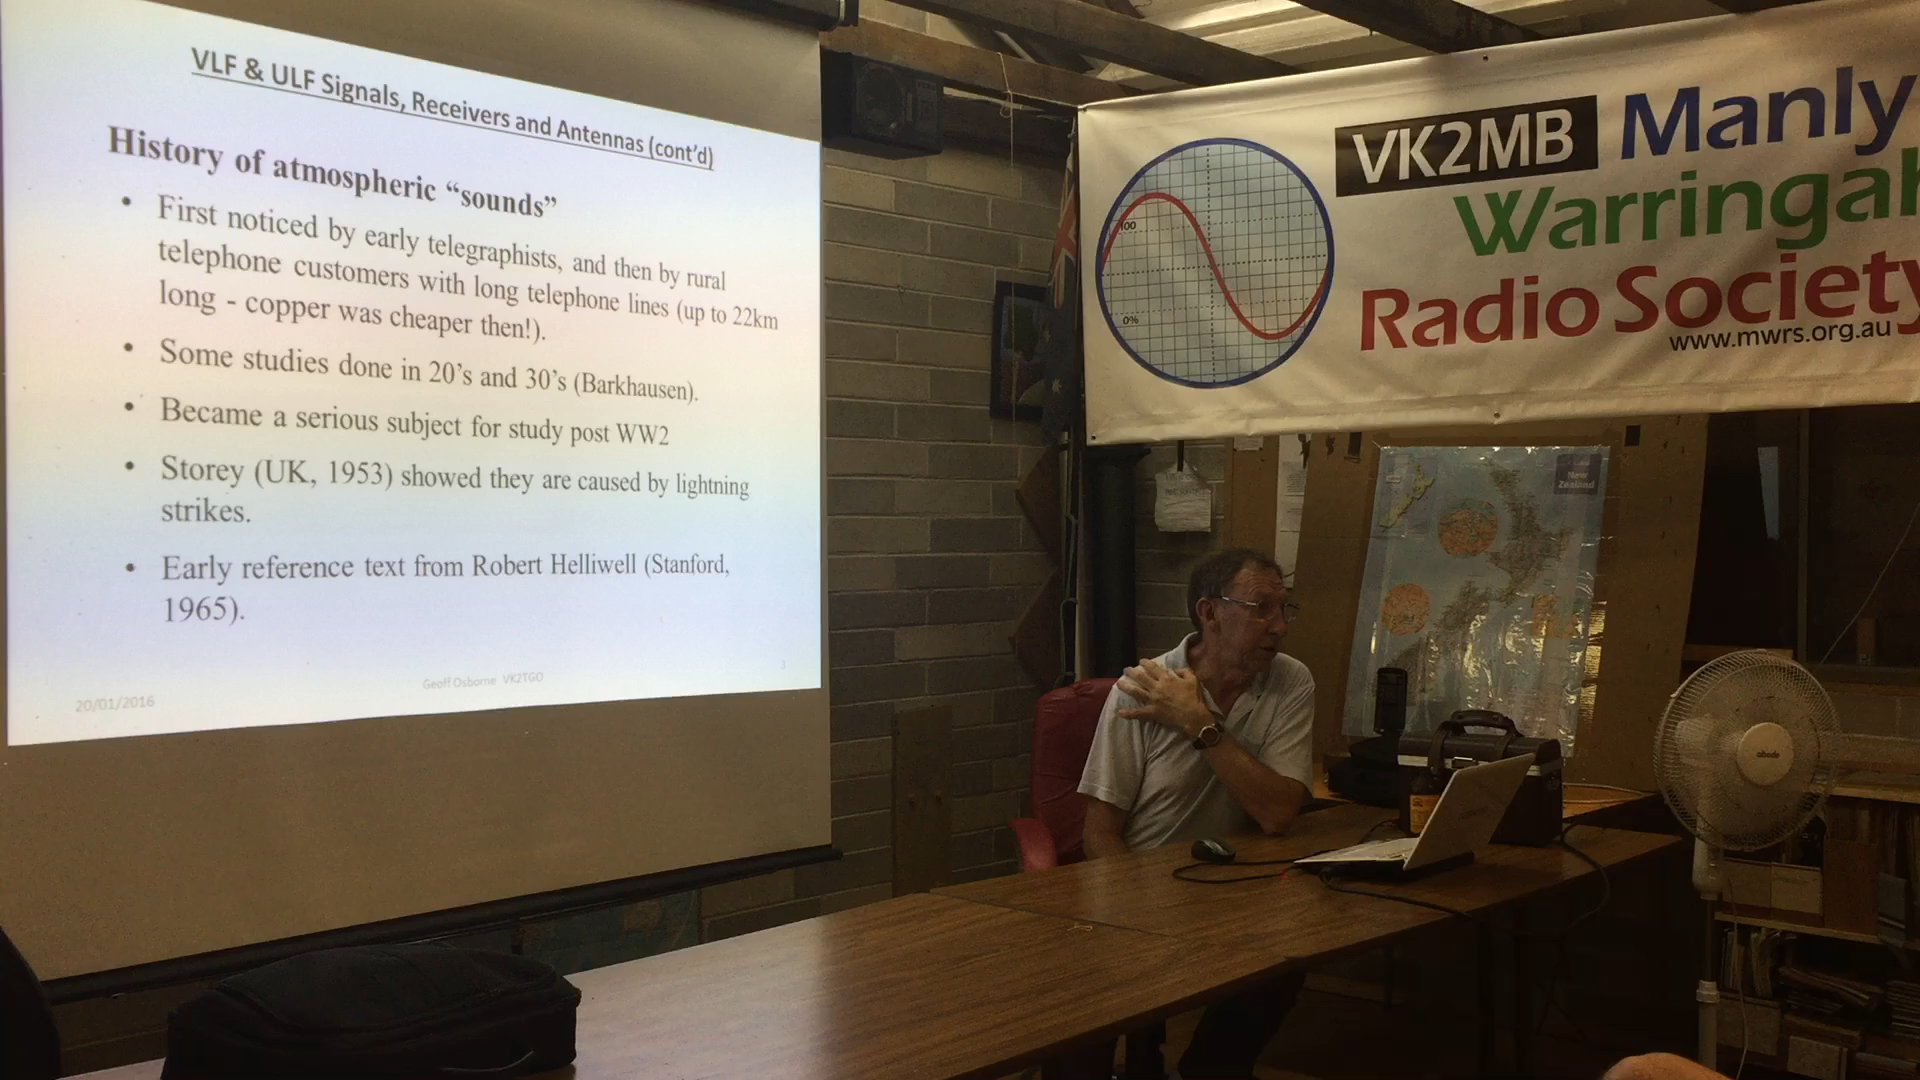 VLF & ULF Signals, Receivers and Antennas (cont'd)
History of atmospheric “sounds”
• First noticed by early telegraphists, and then by rural
telephone customers with long telephone lines (up to 22km
long - copper was cheaper then!).
• Some studies done in 20’s and 30’s (Barkhausen).
• Became a serious subject for study post WW2
• Storey (UK, 1953) showed they are caused by lightning
strikes.
• Early reference text from Robert Helliwell (Stanford,
1965).
20/01/2016
Geoff Osborne VK2TGO
3
VK2MB Manly
Warringah
Radio Society
www.mwrs.org.au
100
0%
New
Zealand
abode